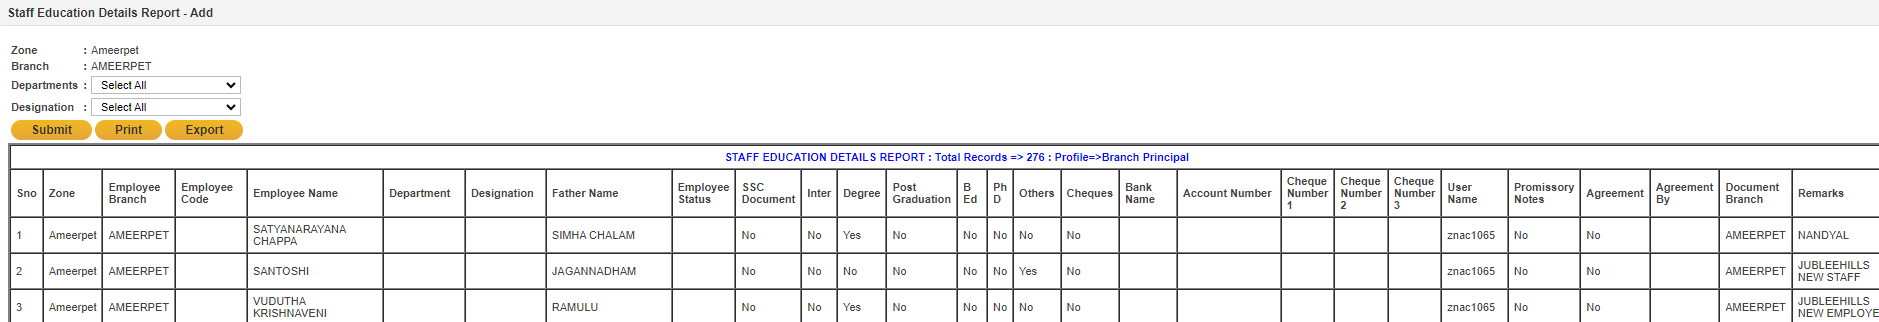 Staff Education Details Report - Add
Zone : Ameerpet
Branch : AMEERPET
Departments : Select All
Designation : Select All
Submit Print Export
STAFF EDUCATION DETAILS REPORT : Total Records => 276 : Profile=>Branch Principal
Sno Zone Employee Branch Employee Code Employee Name Department Designation Father Name Employee Status SSC Document Inter Degree Post Graduation B Ed Ph D Others Cheques Bank Name Account Number Cheque Number 1 Cheque Number 2 Cheque Number 3 User Name Promissory Notes Agreement Agreement By Document Branch Remarks
1 Ameerpet AMEERPET SATYANARAYANA CHAPPA SIMHA CHALAM No No Yes No No No No No znac1065 No No AMEERPET NANDYAL
2 Ameerpet AMEERPET SANTOSHI JAGANNADHAM No No No No No No Yes No znac1065 No No AMEERPET JUBLEEHILLS NEW STAFF
3 Ameerpet AMEERPET VUDUTHA KRISHNAVENI RAMULU No No Yes No No No No No znac1065 No No AMEERPET JUBLEEHILLS NEW EMPLOYE